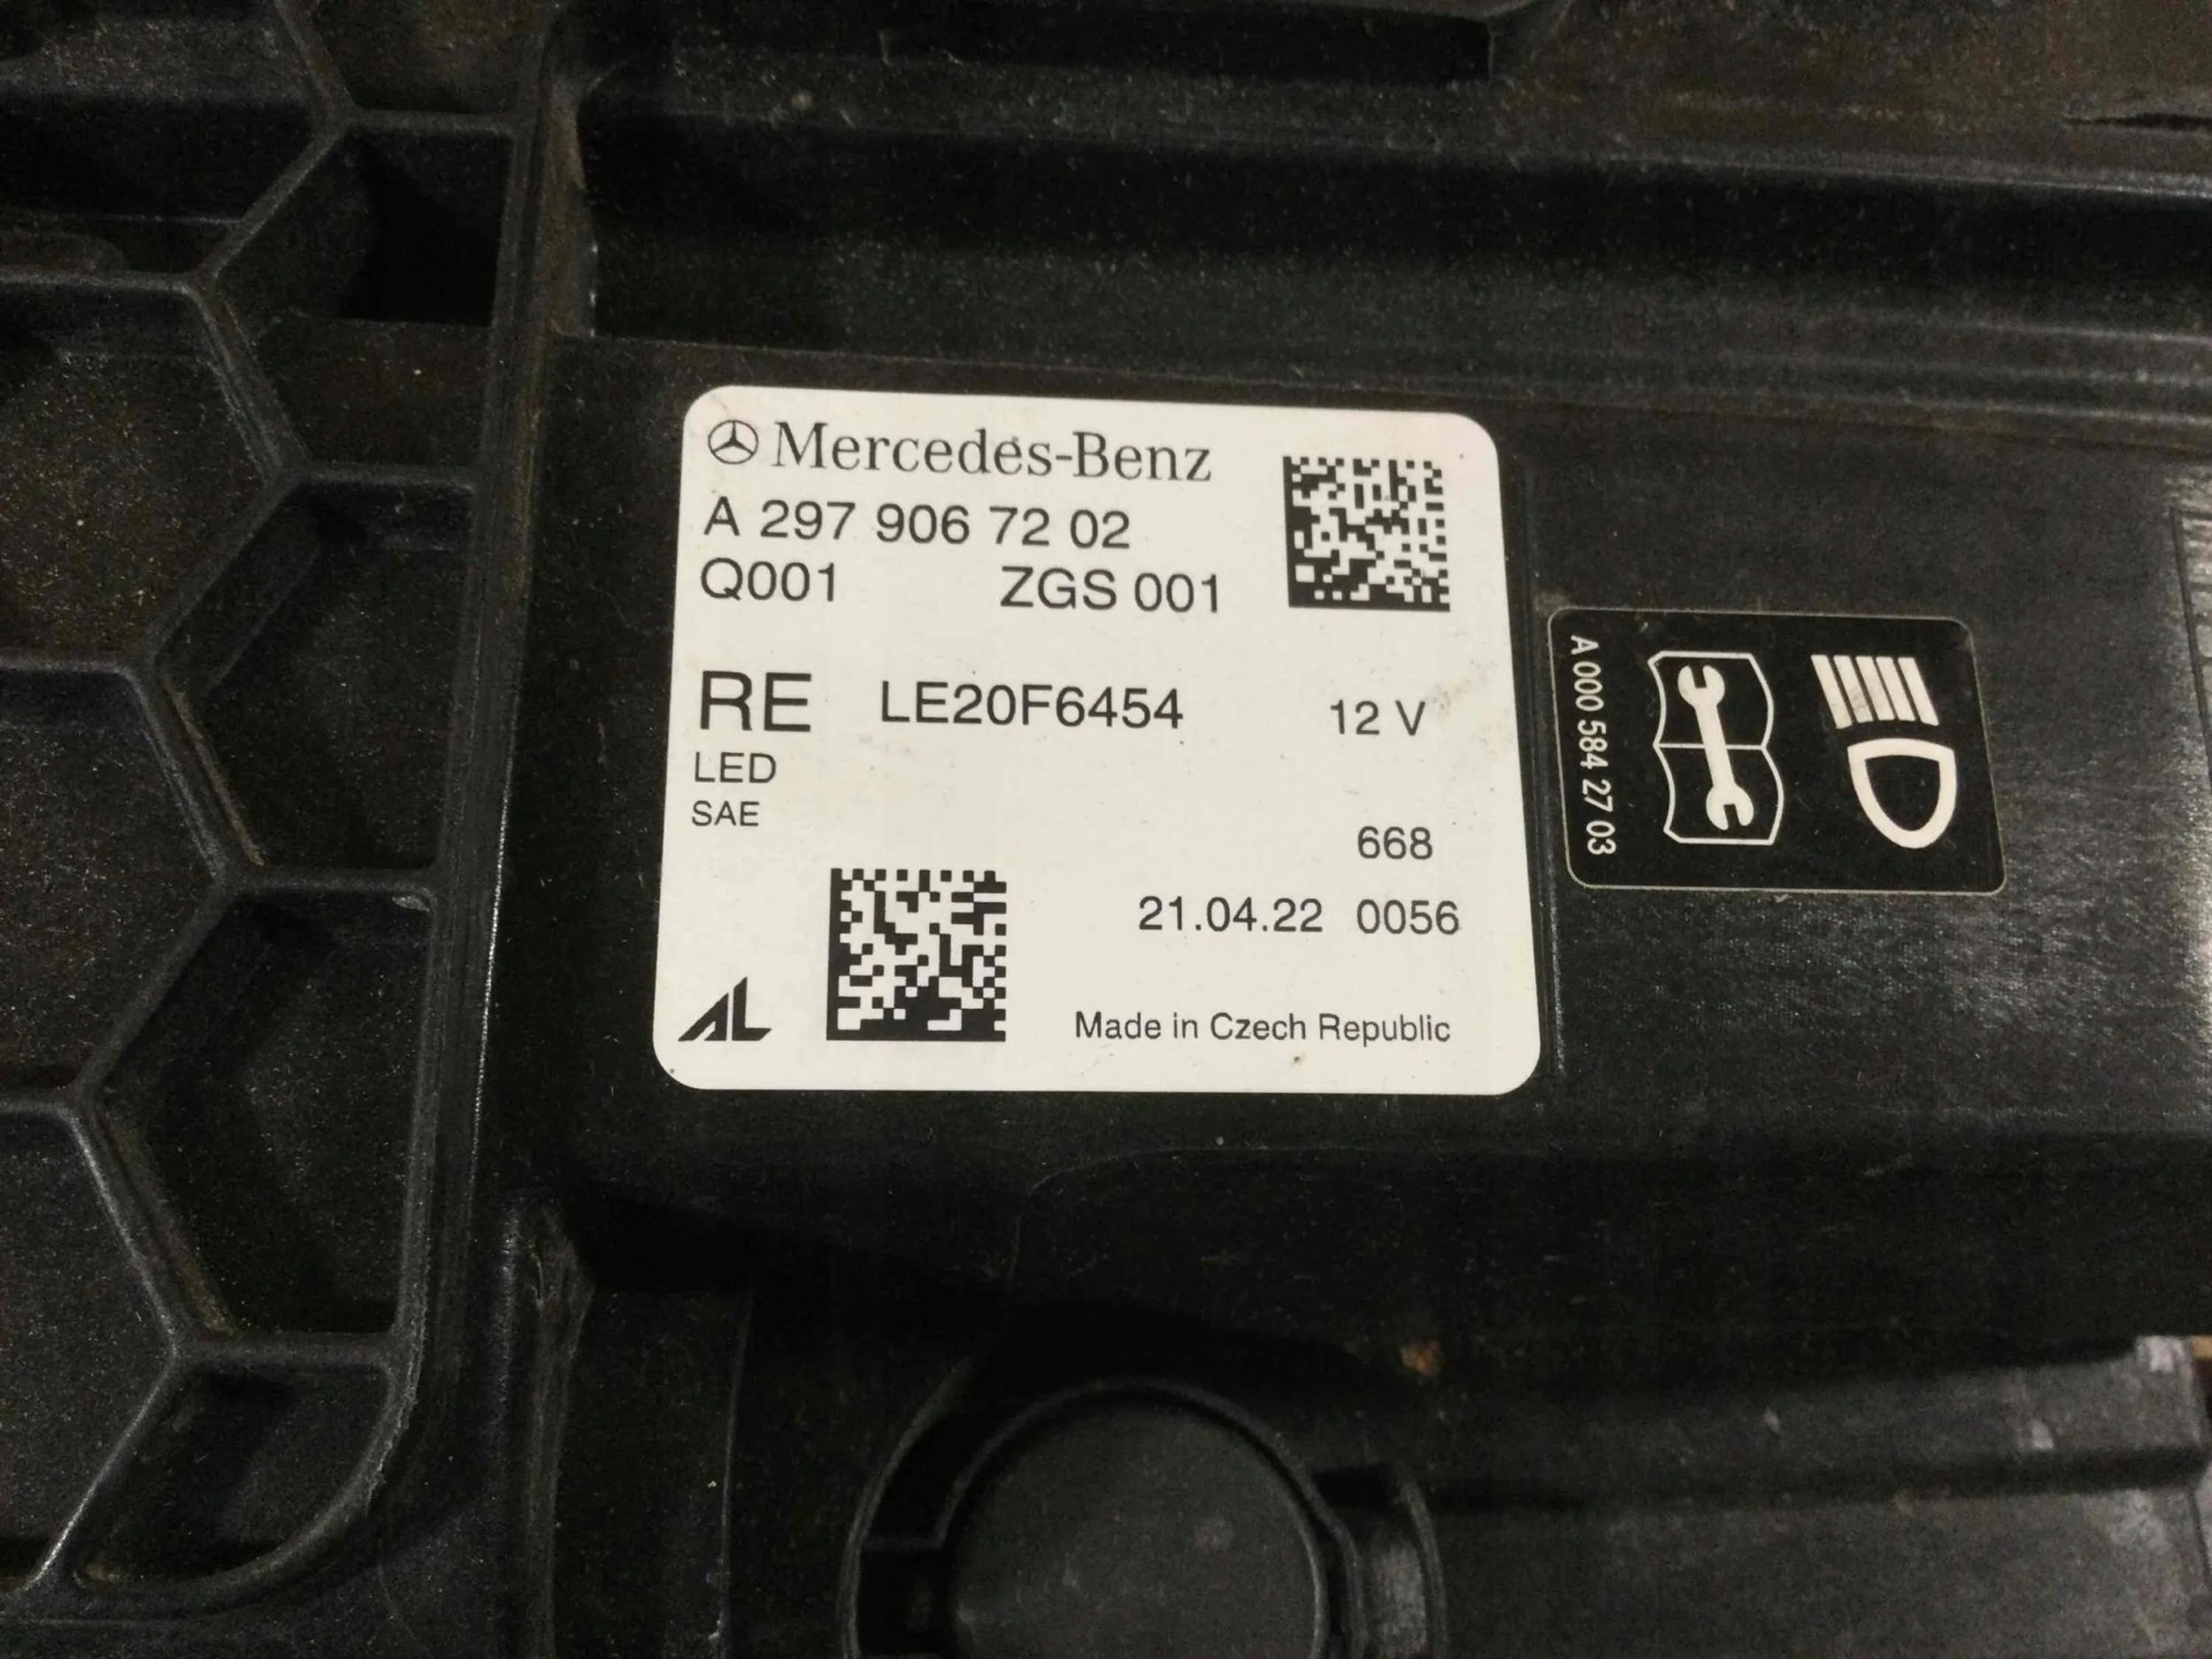 Mercedes-Benz
A 297 906 72 02
Q001 ZGS 001
RE LE20F6454 12 V
LED
SAE
668
21.04.22 0056
AL
Made in Czech Republic
A 000 584 27 03